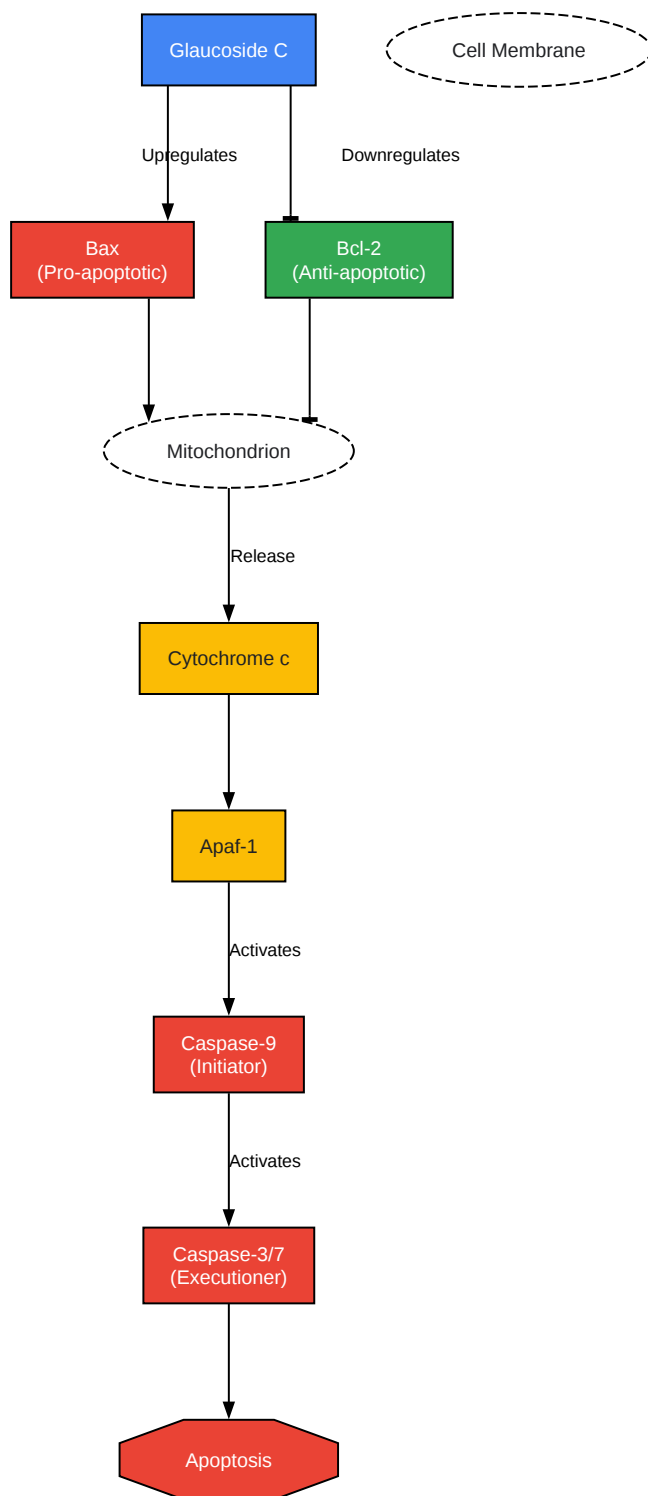 Glaucoside C
Cell Membrane
Upregulates
Downregulates
Bax
(Pro-apoptotic)
Bcl-2
(Anti-apoptotic)
Mitochondrion
Release
Cytochrome c
Apaf-1
Activates
Caspase-9
(Initiator)
Activates
Caspase-3/7
(Executioner)
Apoptosis